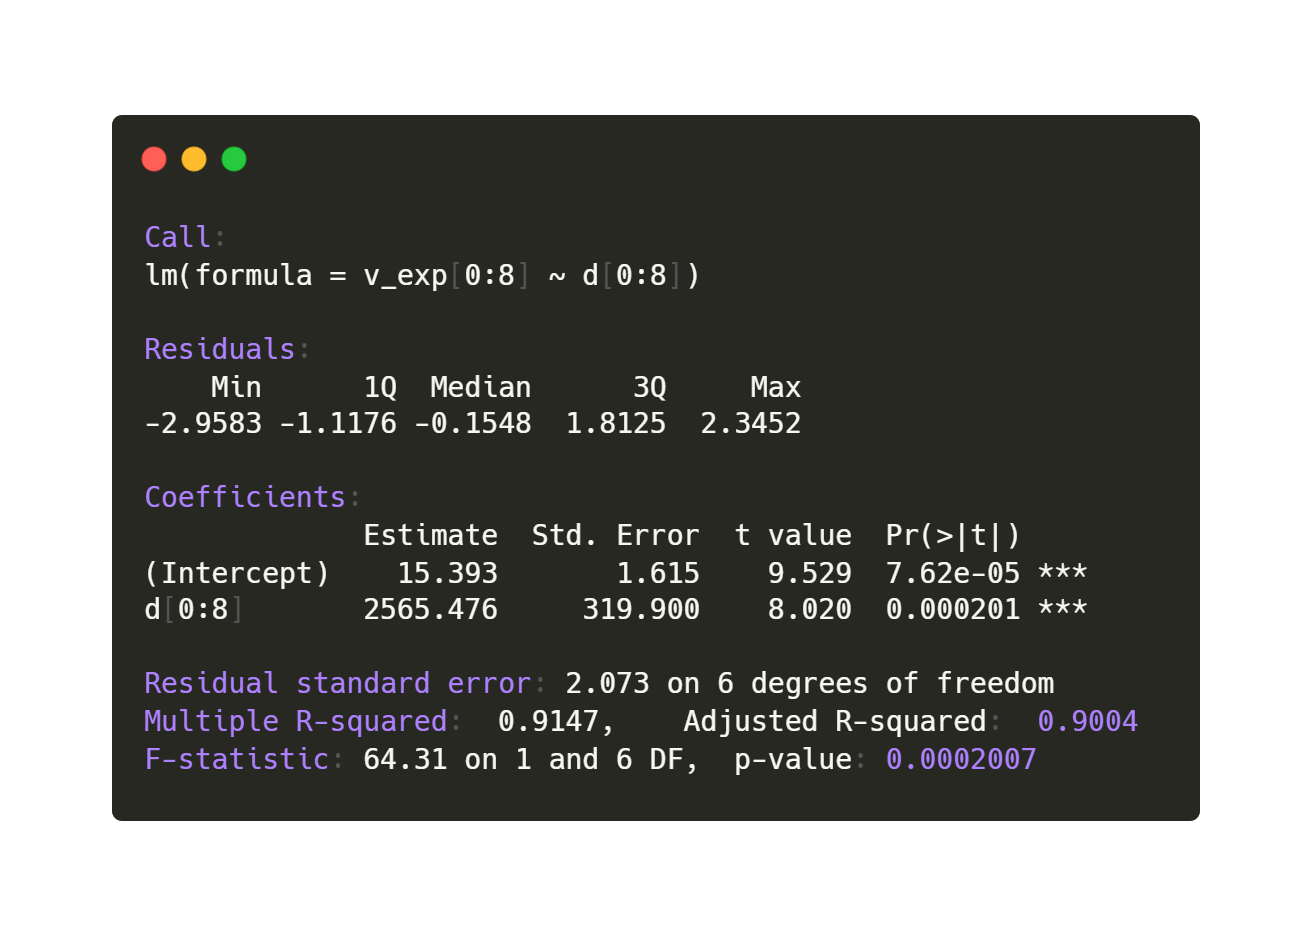 Call:
lm(formula = v_exp[0:8] ~ d[0:8])
Residuals:
    Min      1Q  Median      3Q     Max
-2.9583 -1.1176 -0.1548  1.8125  2.3452
Coefficients:
             Estimate  Std. Error  t value  Pr(>|t|)
(Intercept)    15.393       1.615    9.529  7.62e-05 ***
d[0:8]       2565.476     319.900    8.020  0.000201 ***
Residual standard error: 2.073 on 6 degrees of freedom
Multiple R-squared:  0.9147,    Adjusted R-squared:  0.9004
F-statistic: 64.31 on 1 and 6 DF,  p-value: 0.0002007